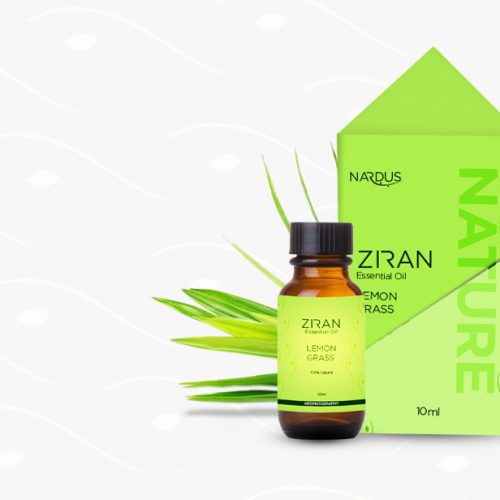 NARDUS
ZIRAN
Essential Oil
LEMON
GRASS
10ml
NATURE
ZIRAN
Essential Oil
LEMON
GRASS
100% Natural
10ml
AROMATHERAPHY